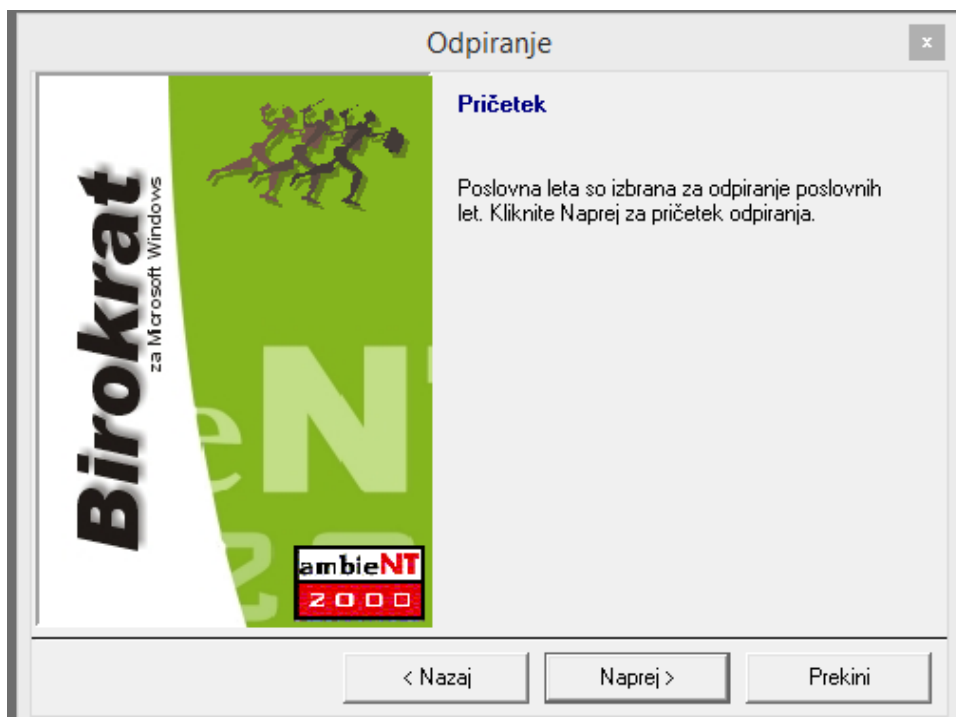 Odpiranje
x
Birokrat
za Microsoft Windows
eNT
ambieNT
2000
Pričetek
Poslovna leta so izbrana za odpiranje poslovnih
let. Kliknite Naprej za pričetek odpiranja.
< Nazaj
Naprej >
Prekini